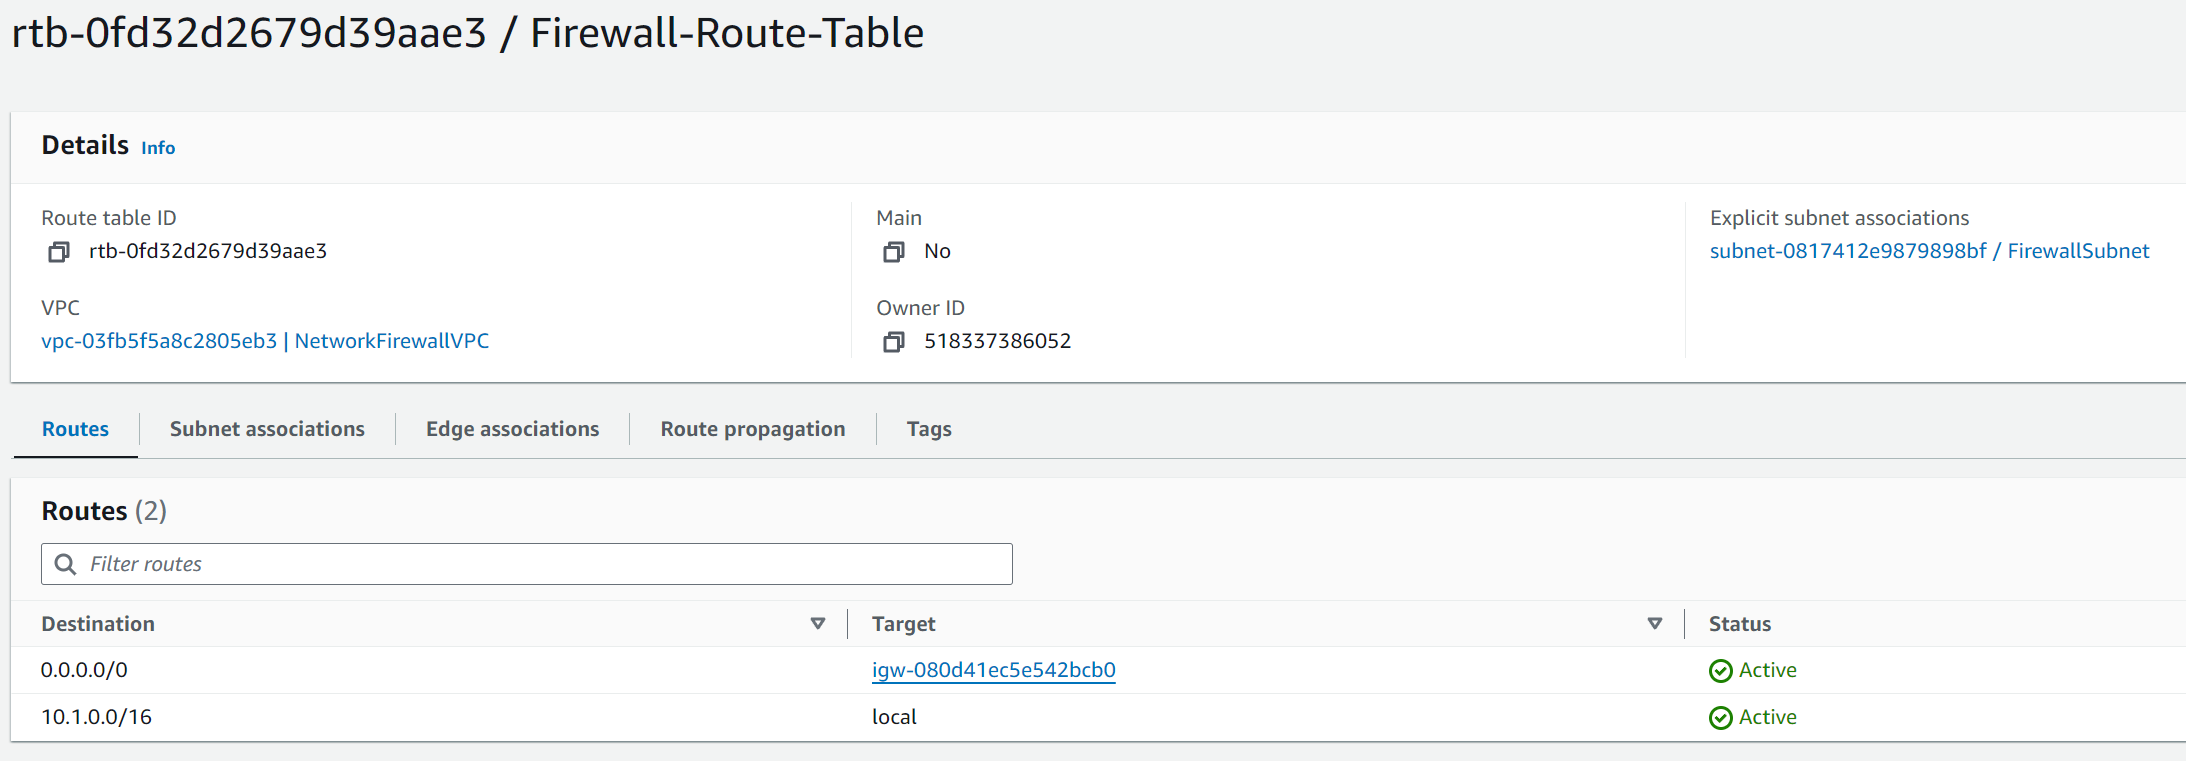 rtb-0fd32d2679d39aae3 / Firewall-Route-Table
Details Info
Route table ID
rtb-0fd32d2679d39aae3
Main
No
Explicit subnet associations
subnet-0817412e9879898bf / FirewallSubnet
VPC
vpc-03fb5f5a8c2805eb3 | NetworkFirewallVPC
Owner ID
518337386052
Routes Subnet associations Edge associations Route propagation Tags
Routes (2)
Filter routes
Destination Target Status
0.0.0.0/0 igw-080d41ec5e542bcb0 Active
10.1.0.0/16 local Active